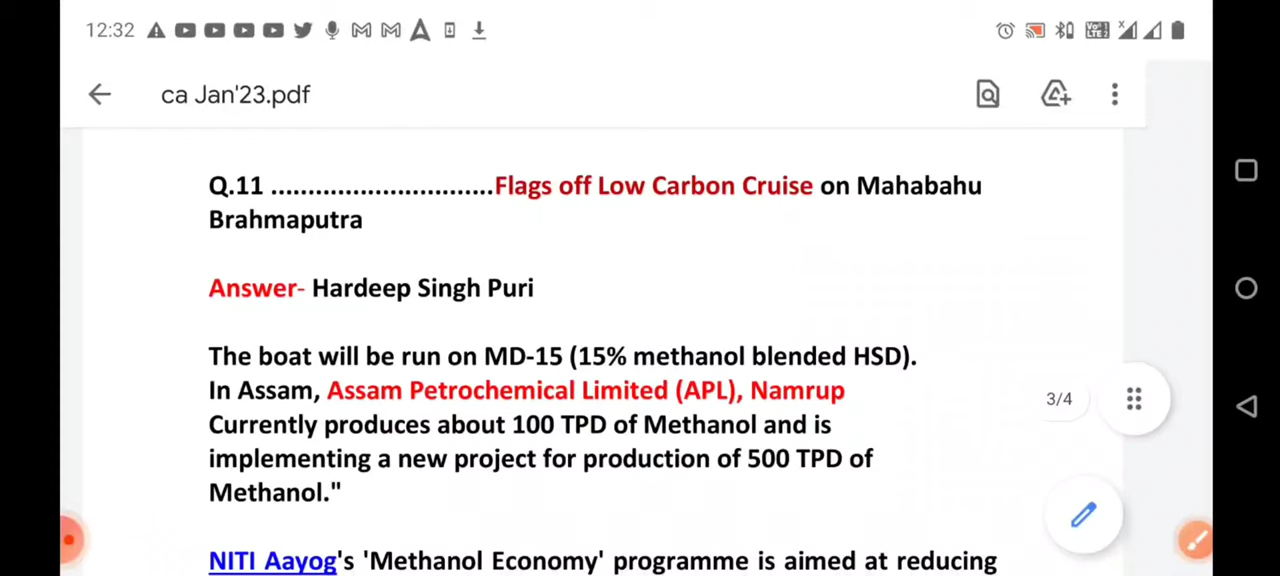 12:32
ca Jan'23.pdf
Q.11 ..............................Flags off Low Carbon Cruise on Mahabahu
Brahmaputra
Answer- Hardeep Singh Puri
The boat will be run on MD-15 (15% methanol blended HSD).
In Assam, Assam Petrochemical Limited (APL), Namrup
3/4
Currently produces about 100 TPD of Methanol and is
implementing a new project for production of 500 TPD of
Methanol."
NITI Aayog's 'Methanol Economy' programme is aimed at reducing